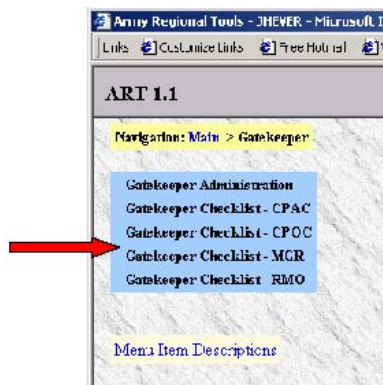 Army Regional Tools - JHEVER - Microsoft I
Links Customize Links Free Hotmail
ART 1.1
Navigation: Main > Gatekeeper
Gatekeeper Administration
Gatekeeper Checklist - CPAC
Gatekeeper Checklist - CPOC
Gatekeeper Checklist - MGR
Gatekeeper Checklist RMO
Menu Item Descriptions